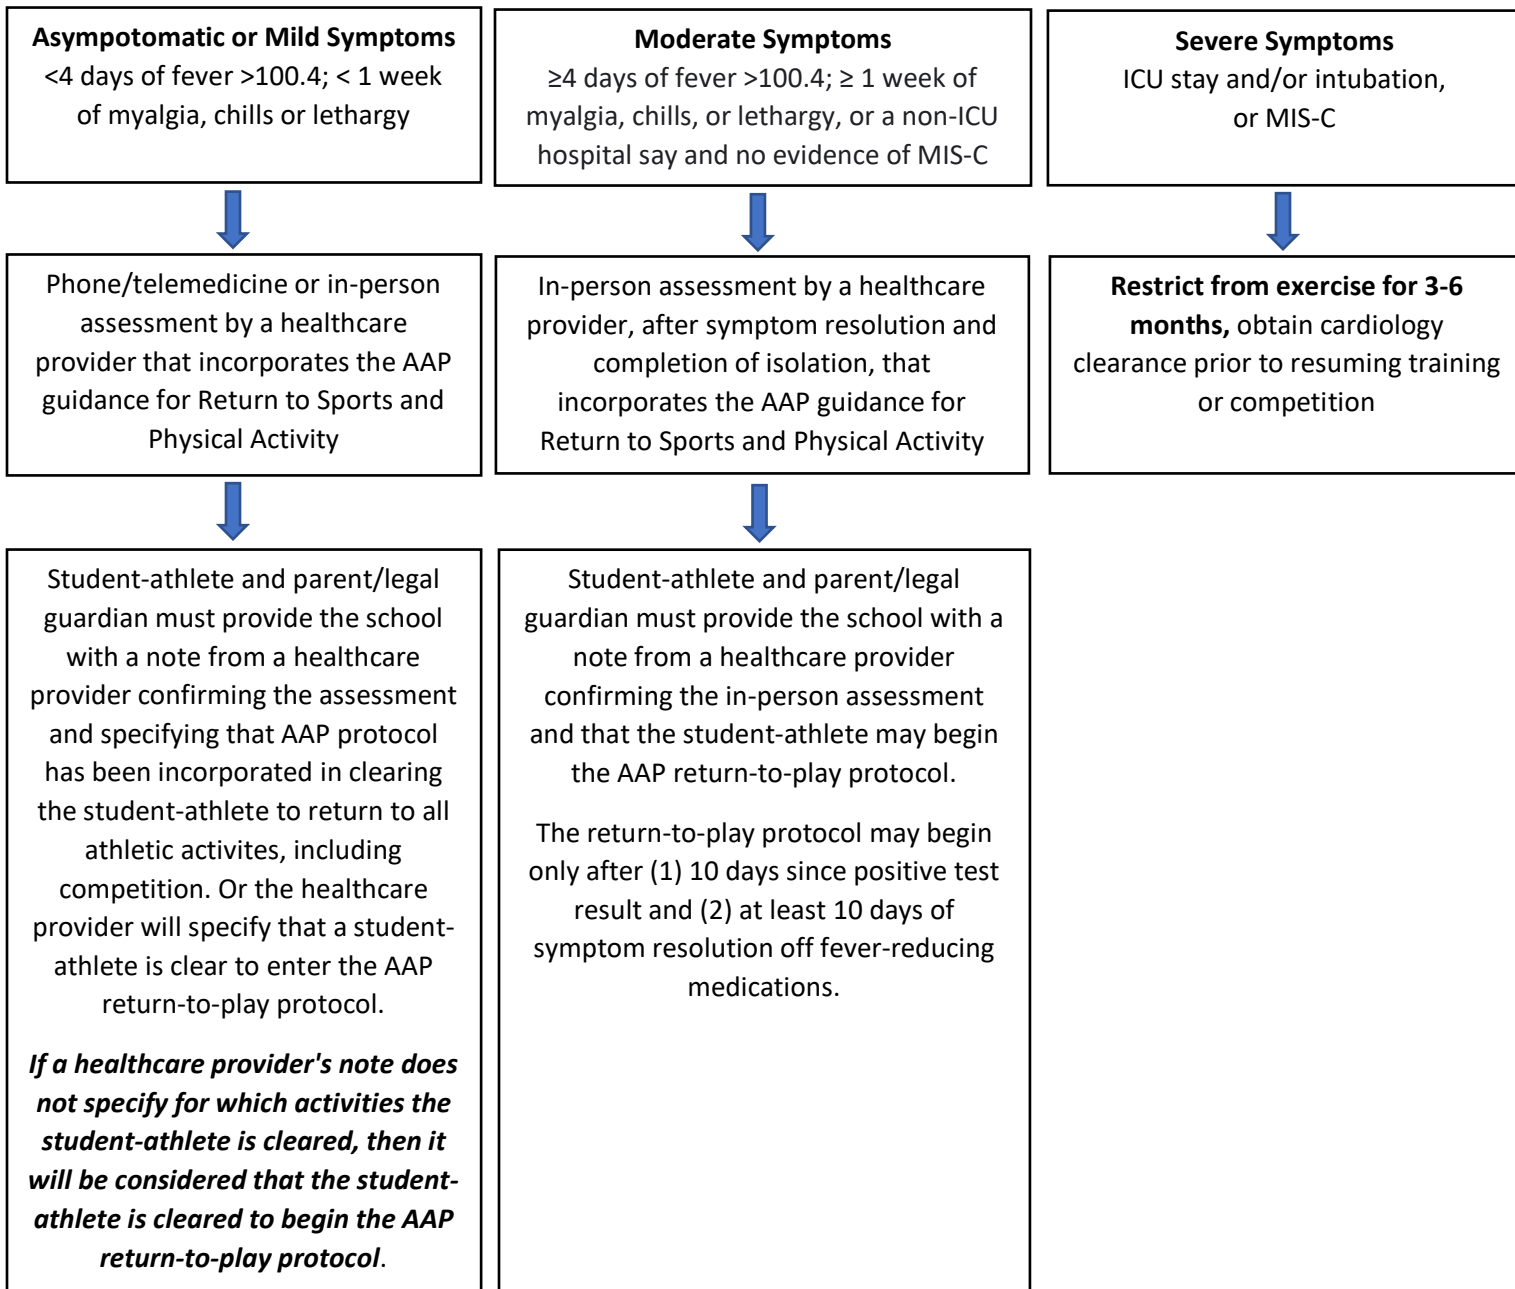 Asympotomatic or Mild Symptoms
<4 days of fever >100.4; < 1 week
of myalgia, chills or lethargy
Moderate Symptoms
≥4 days of fever >100.4; ≥ 1 week of
myalgia, chills, or lethargy, or a non-ICU
hospital say and no evidence of MIS-C
Severe Symptoms
ICU stay and/or intubation,
or MIS-C
Phone/telemedicine or in-person
assessment by a healthcare
provider that incorporates the AAP
guidance for Return to Sports and
Physical Activity
In-person assessment by a healthcare
provider, after symptom resolution and
completion of isolation, that
incorporates the AAP guidance for
Return to Sports and Physical Activity
Restrict from exercise for 3-6
months, obtain cardiology
clearance prior to resuming training
or competition
Student-athlete and parent/legal
guardian must provide the school
with a note from a healthcare
provider confirming the assessment
and specifying that AAP protocol
has been incorporated in clearing
the student-athlete to return to all
athletic activites, including
competition. Or the healthcare
provider will specify that a student-
athlete is clear to enter the AAP
return-to-play protocol.
If a healthcare provider's note does
not specify for which activities the
student-athlete is cleared, then it
will be considered that the student-
athlete is cleared to begin the AAP
return-to-play protocol.
Student-athlete and parent/legal
guardian must provide the school with a
note from a healthcare provider
confirming the in-person assessment
and that the student-athlete may begin
the AAP return-to-play protocol.
The return-to-play protocol may begin
only after (1) 10 days since positive test
result and (2) at least 10 days of
symptom resolution off fever-reducing
medications.